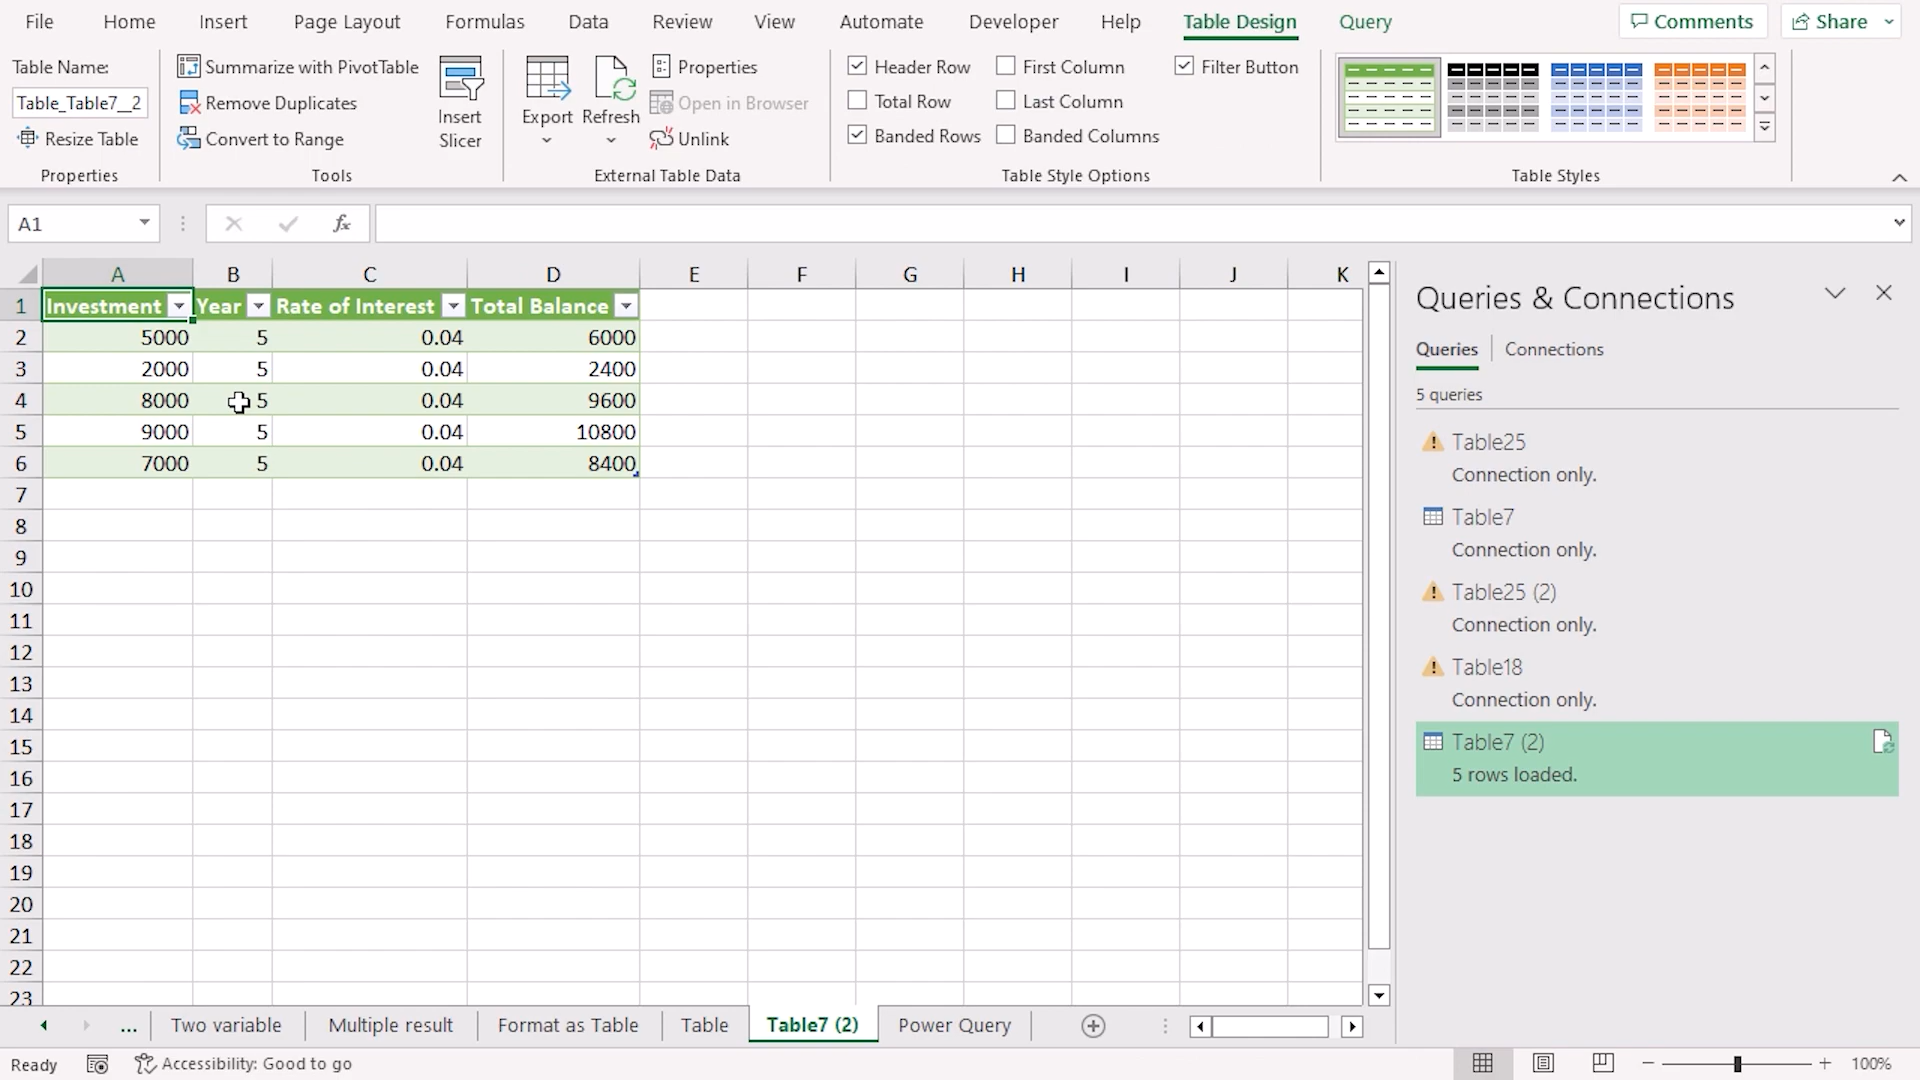 File Home Insert Page Layout Formulas Data Review View Automate Developer Help Table Design Query Comments Share
Table Name:
Table_Table7__2
Resize Table
Properties
Summarize with PivotTable
Remove Duplicates
Convert to Range
Insert
Slicer
Tools
Export
Refresh
Properties
Open in Browser
Unlink
External Table Data
Header Row
Total Row
Banded Rows
First Column
Last Column
Banded Columns
Filter Button
Table Style Options
Table Styles
A1
fx
A B C D E F G H I J K
1 Investment Year Rate of Interest Total Balance
2 5000 5 0.04 6000
3 2000 5 0.04 2400
4 8000 5 0.04 9600
5 9000 5 0.04 10800
6 7000 5 0.04 8400
7
8
9
10
11
12
13
14
15
16
17
18
19
20
21
22
23
Queries & Connections
Queries Connections
5 queries
Table25
Connection only.
Table7
Connection only.
Table25 (2)
Connection only.
Table18
Connection only.
Table7 (2)
5 rows loaded.
... Two variable Multiple result Format as Table Table Table7 (2) Power Query
Ready Accessibility: Good to go 100%